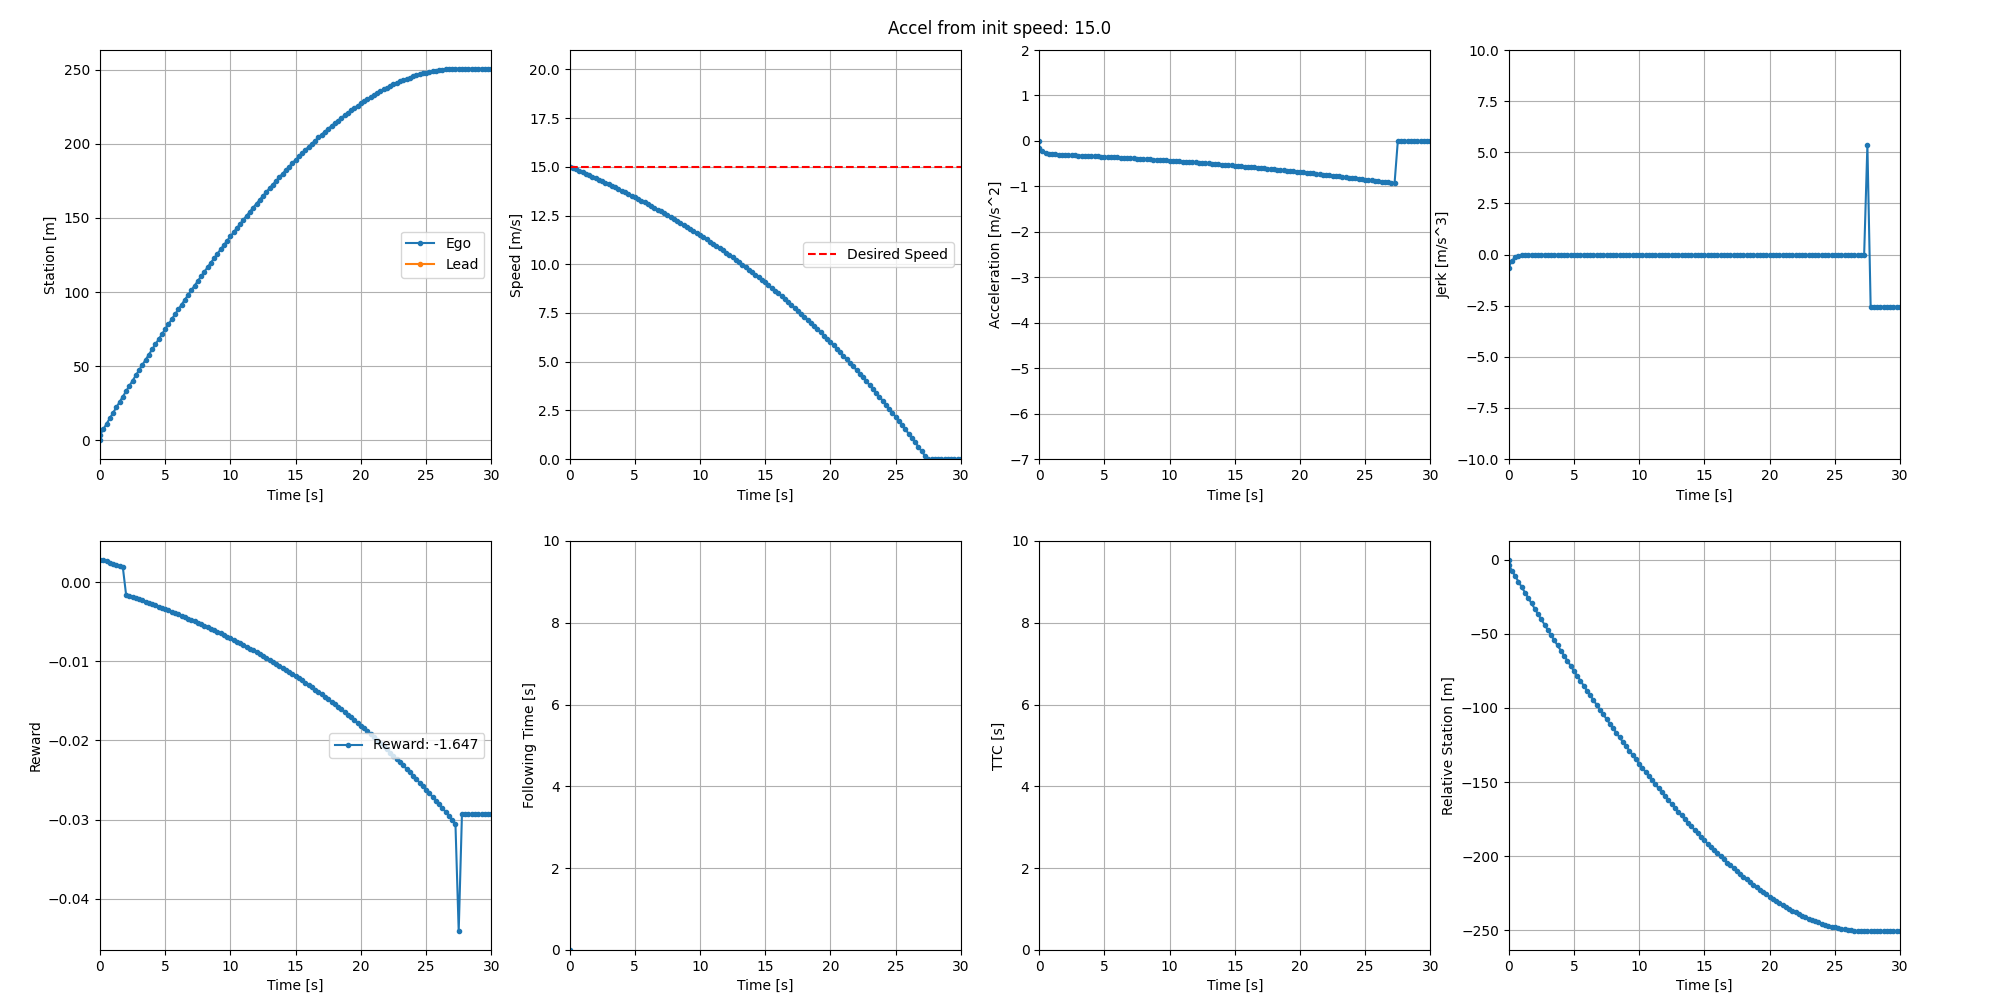 Accel from init speed: 15.0
Station [m]
250
200
150
100
50
0
Ego
Lead
0 5 10 15 20 25 30
Time [s]
Speed [m/s]
20.0
17.5
15.0
12.5
10.0
7.5
5.0
2.5
0.0
Desired Speed
0 5 10 15 20 25 30
Time [s]
Acceleration [m/s^2]
2
1
0
−1
−2
−3
−4
−5
−6
−7
0 5 10 15 20 25 30
Time [s]
Jerk [m/s^3]
10.0
7.5
5.0
2.5
0.0
−2.5
−5.0
−7.5
−10.0
0 5 10 15 20 25 30
Time [s]
Reward
0.00
−0.01
−0.02
−0.03
−0.04
Reward: -1.647
0 5 10 15 20 25 30
Time [s]
Following Time [s]
10
8
6
4
2
0
0 5 10 15 20 25 30
Time [s]
TTC [s]
10
8
6
4
2
0
0 5 10 15 20 25 30
Time [s]
Relative Station [m]
0
−50
−100
−150
−200
−250
0 5 10 15 20 25 30
Time [s]